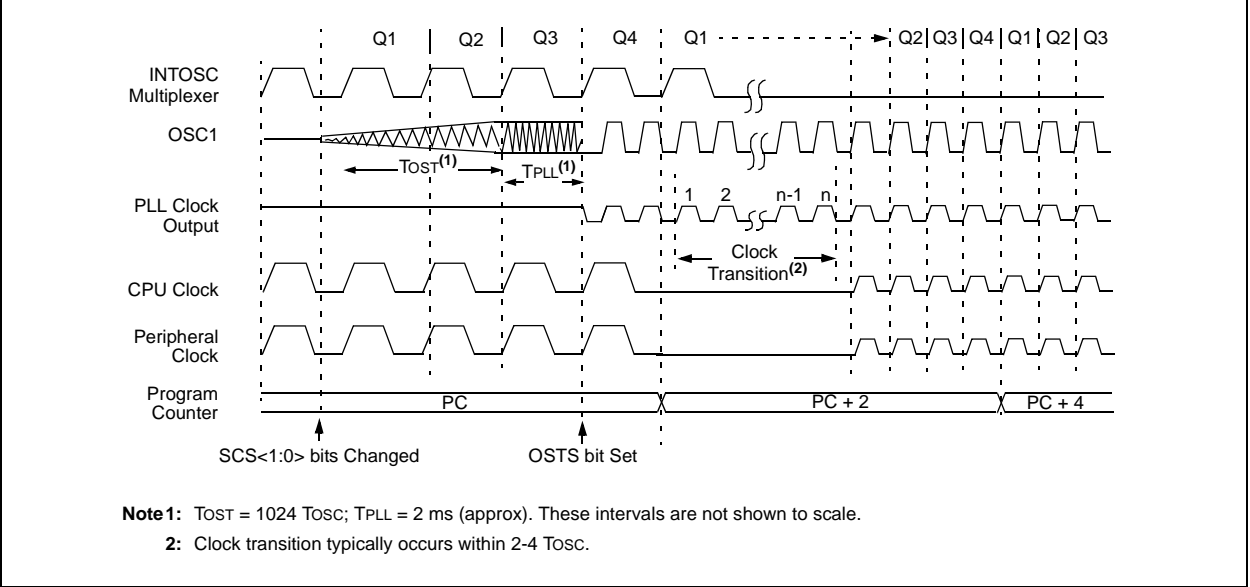 Q1 Q2 Q3 Q4 Q1 Q2 Q3 Q4 Q1 Q2 Q3
INTOSC
Multiplexer
OSC1
TOST(1)
TPLL(1)
1 2 n-1 n
PLL Clock
Output
Clock
Transition(2)
CPU Clock
Peripheral
Clock
Program
Counter
PC PC + 2 PC + 4
SCS<1:0> bits Changed OSTS bit Set
Note1: TOST = 1024 TOSC; TPLL = 2 ms (approx). These intervals are not shown to scale.
2: Clock transition typically occurs within 2-4 TOSC.